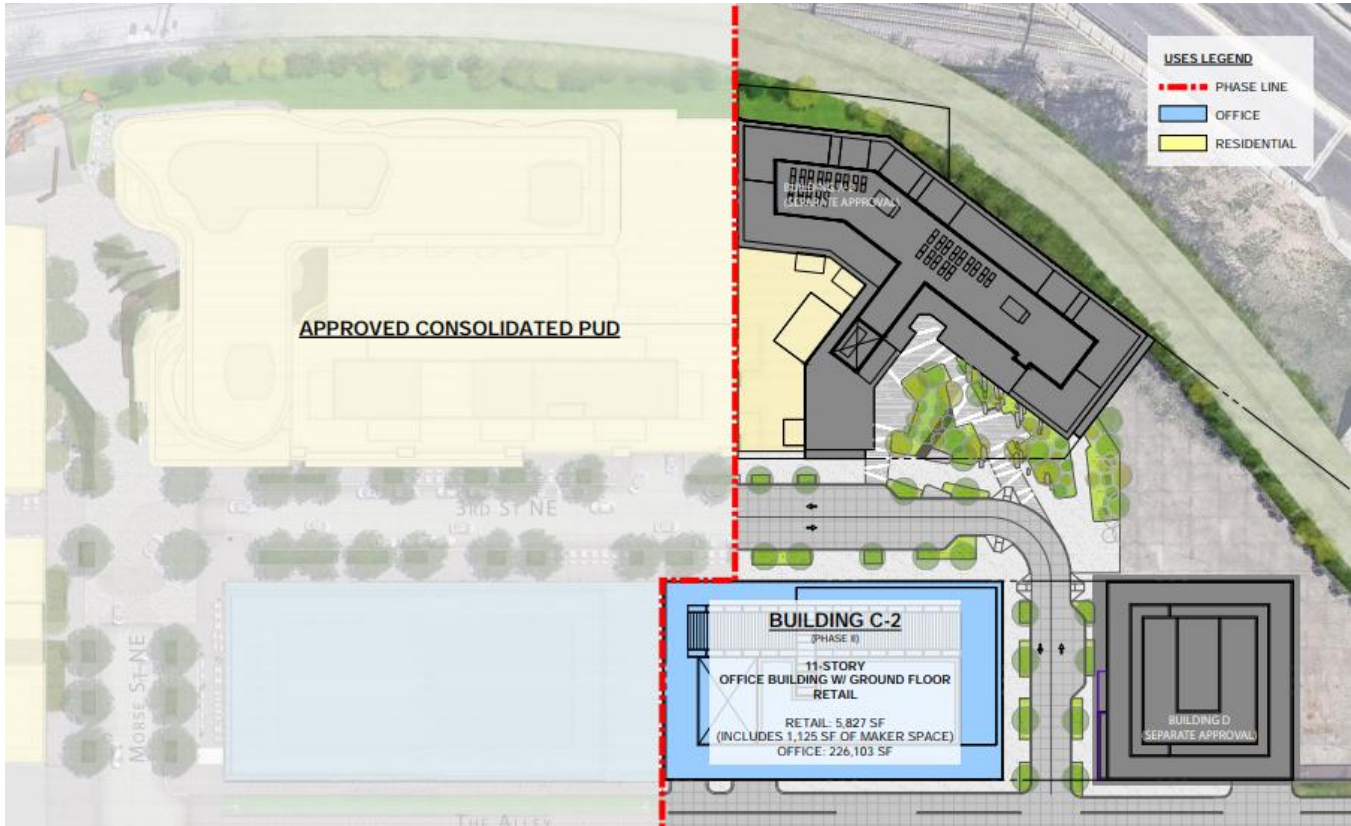 USES LEGEND
PHASE LINE
OFFICE
RESIDENTIAL
(SEPARATE APPROVAL)
APPROVED CONSOLIDATED PUD
3RD ST NE
MORSE ST NE
BUILDING C-2
(PHASE II)
11-STORY
OFFICE BUILDING W/ GROUND FLOOR
RETAIL
RETAIL: 5,827 SF
(INCLUDES 1,125 SF OF MAKER SPACE)
OFFICE: 226,103 SF
BUILDING D
(SEPARATE APPROVAL)
THE ALLEY